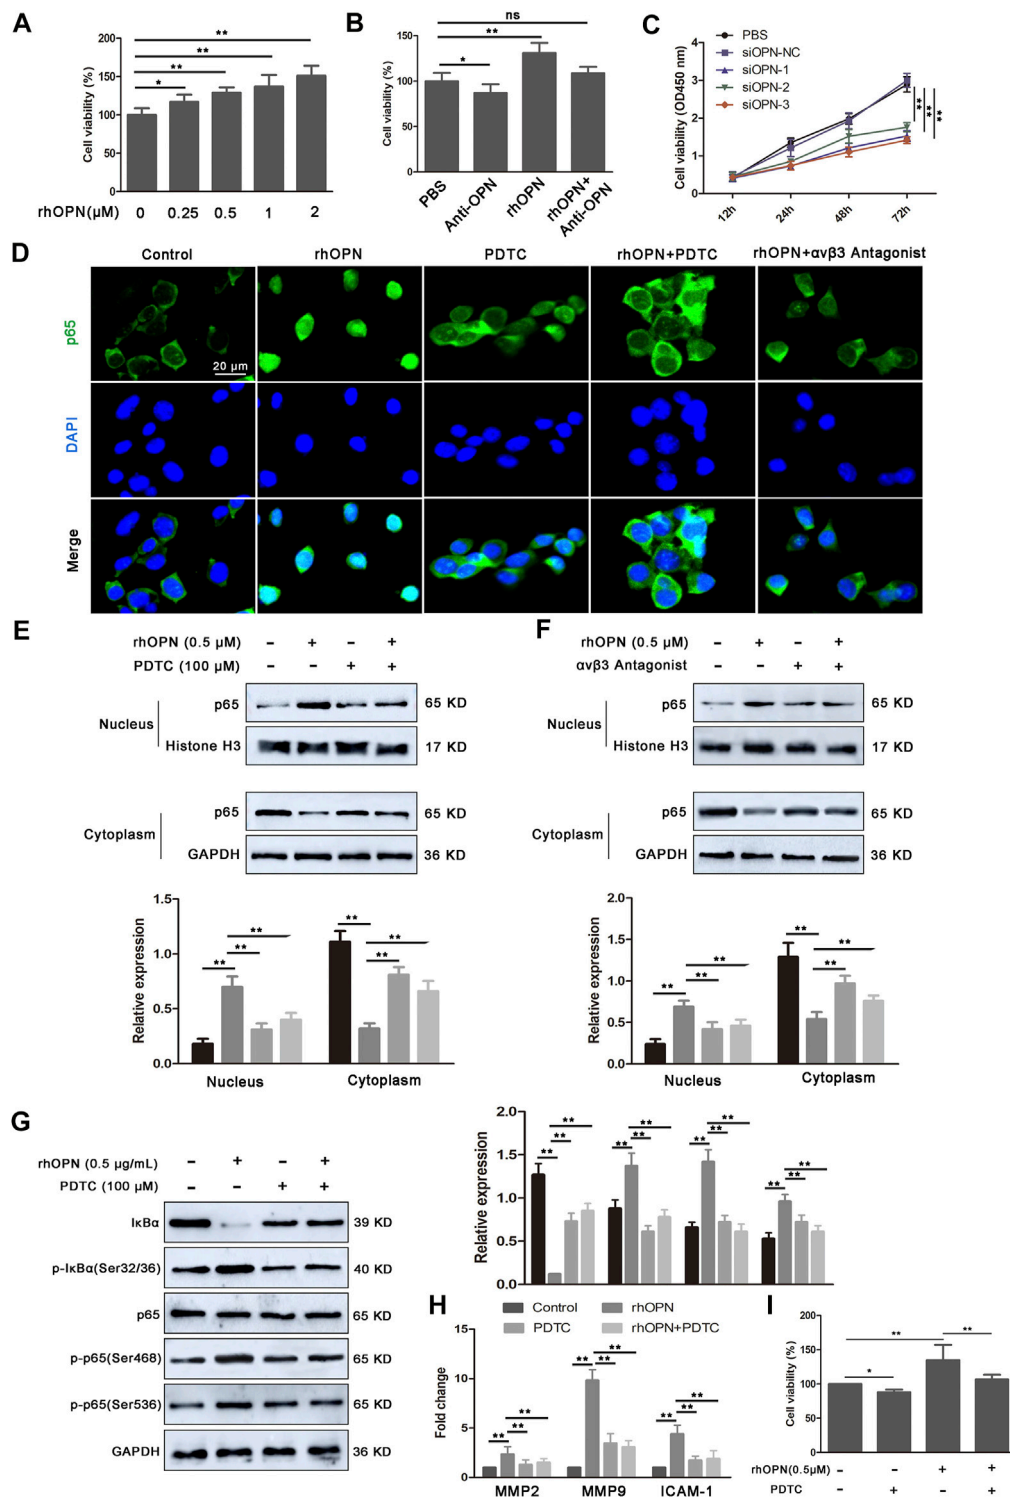 A
B
C
Cell viability (%)
200
150
100
50
0
**
**
**
*
rhOPN(μM)
0 0.25 0.5 1 2
Cell viability (%)
150
100
50
0
ns
**
*
PBS
Anti-OPN
rhOPN
rhOPN+
Anti-OPN
Cell viability (OD450 nm)
4
3
2
1
0
PBS
siOPN-NC
siOPN-1
siOPN-2
siOPN-3
** ** **
12h 24h 48h 72h
D
Control rhOPN PDTC rhOPN+PDTC rhOPN+αvβ3 Antagonist
p65
20 μm
DAPI
Merge
E
rhOPN (0.5 μM) - + - +
PDTC (100 μM) - - + +
Nucleus
p65 65 KD
Histone H3 17 KD
Cytoplasm
p65 65 KD
GAPDH 36 KD
Relative expression
1.5
1.0
0.5
0.0
** ** **
** ** **
Nucleus Cytoplasm
F
rhOPN (0.5 μM) - + - +
αvβ3 Antagonist - - + +
Nucleus
p65 65 KD
Histone H3 17 KD
Cytoplasm
p65 65 KD
GAPDH 36 KD
Relative expression
2.0
1.5
1.0
0.5
0.0
** ** **
** ** **
Nucleus Cytoplasm
G
rhOPN (0.5 μg/mL) - + - +
PDTC (100 μM) - - + +
IκBα 39 KD
p-IκBα(Ser32/36) 40 KD
p65 65 KD
p-p65(Ser468) 65 KD
p-p65(Ser536) 65 KD
GAPDH 36 KD
Relative expression
2.0
1.5
1.0
0.5
0.0
** ** **
** ** **
** ** **
** ** **
H
Control rhOPN
PDTC rhOPN+PDTC
Fold change
15
10
5
0
** ** **
** ** **
** ** **
MMP2 MMP9 ICAM-1
I
Cell viability (%)
200
150
100
50
0
** **
*
rhOPN(0.5μM) - - + +
PDTC - + - +